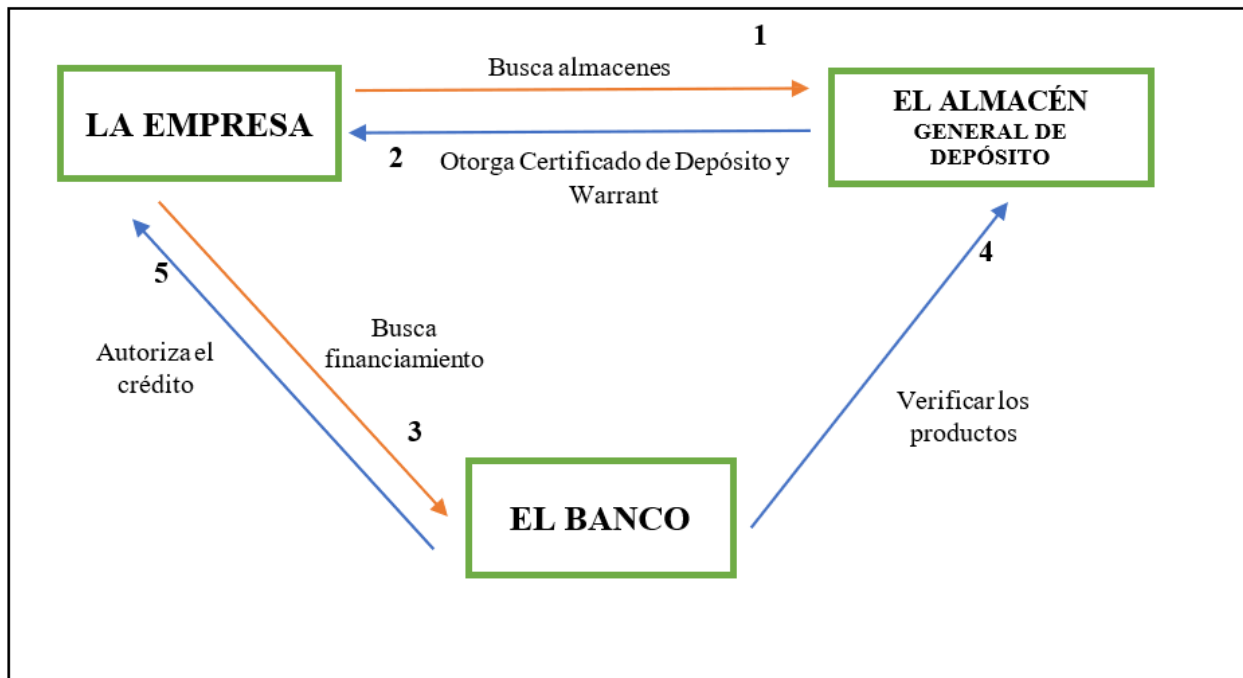 1
Busca almacenes
LA EMPRESA
EL ALMACÉN
GENERAL DE
DEPÓSITO
2
Otorga Certificado de Depósito y
Warrant
5
4
Autoriza el
crédito
Busca
financiamiento
3
Verificar los
productos
EL BANCO